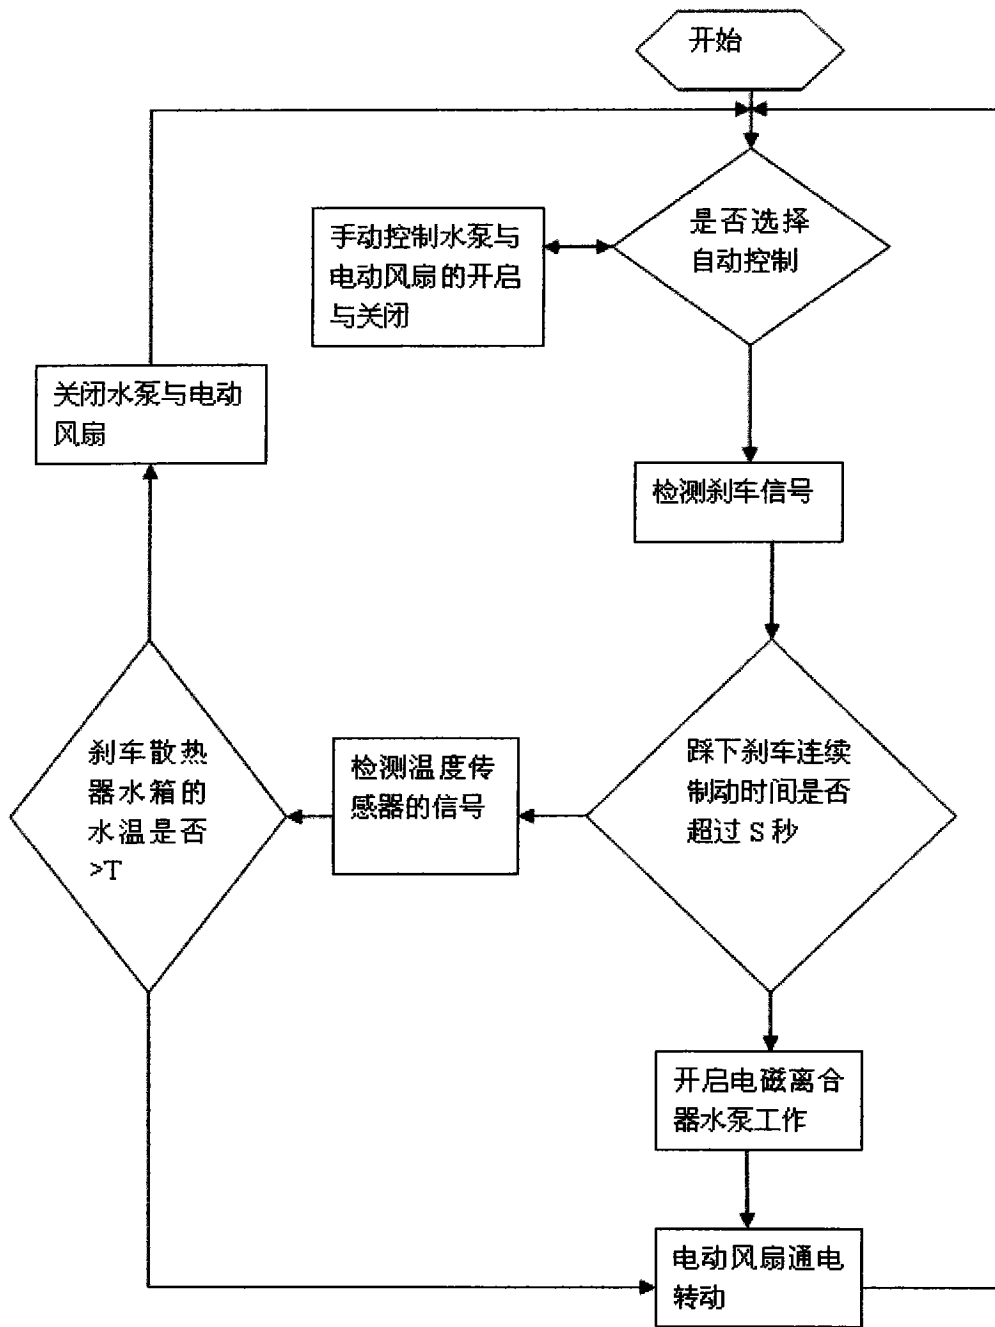 开始
是否选择
自动控制
手动控制水泵与
电动风扇的开启
与关闭
关闭水泵与电动
风扇
检测刹车信号
踩下刹车连续
制动时间是否
超过 S 秒
检测温度传
感器的信号
刹车散热
器水箱的
水温是否
>T
开启电磁离合
器水泵工作
电动风扇通电
转动